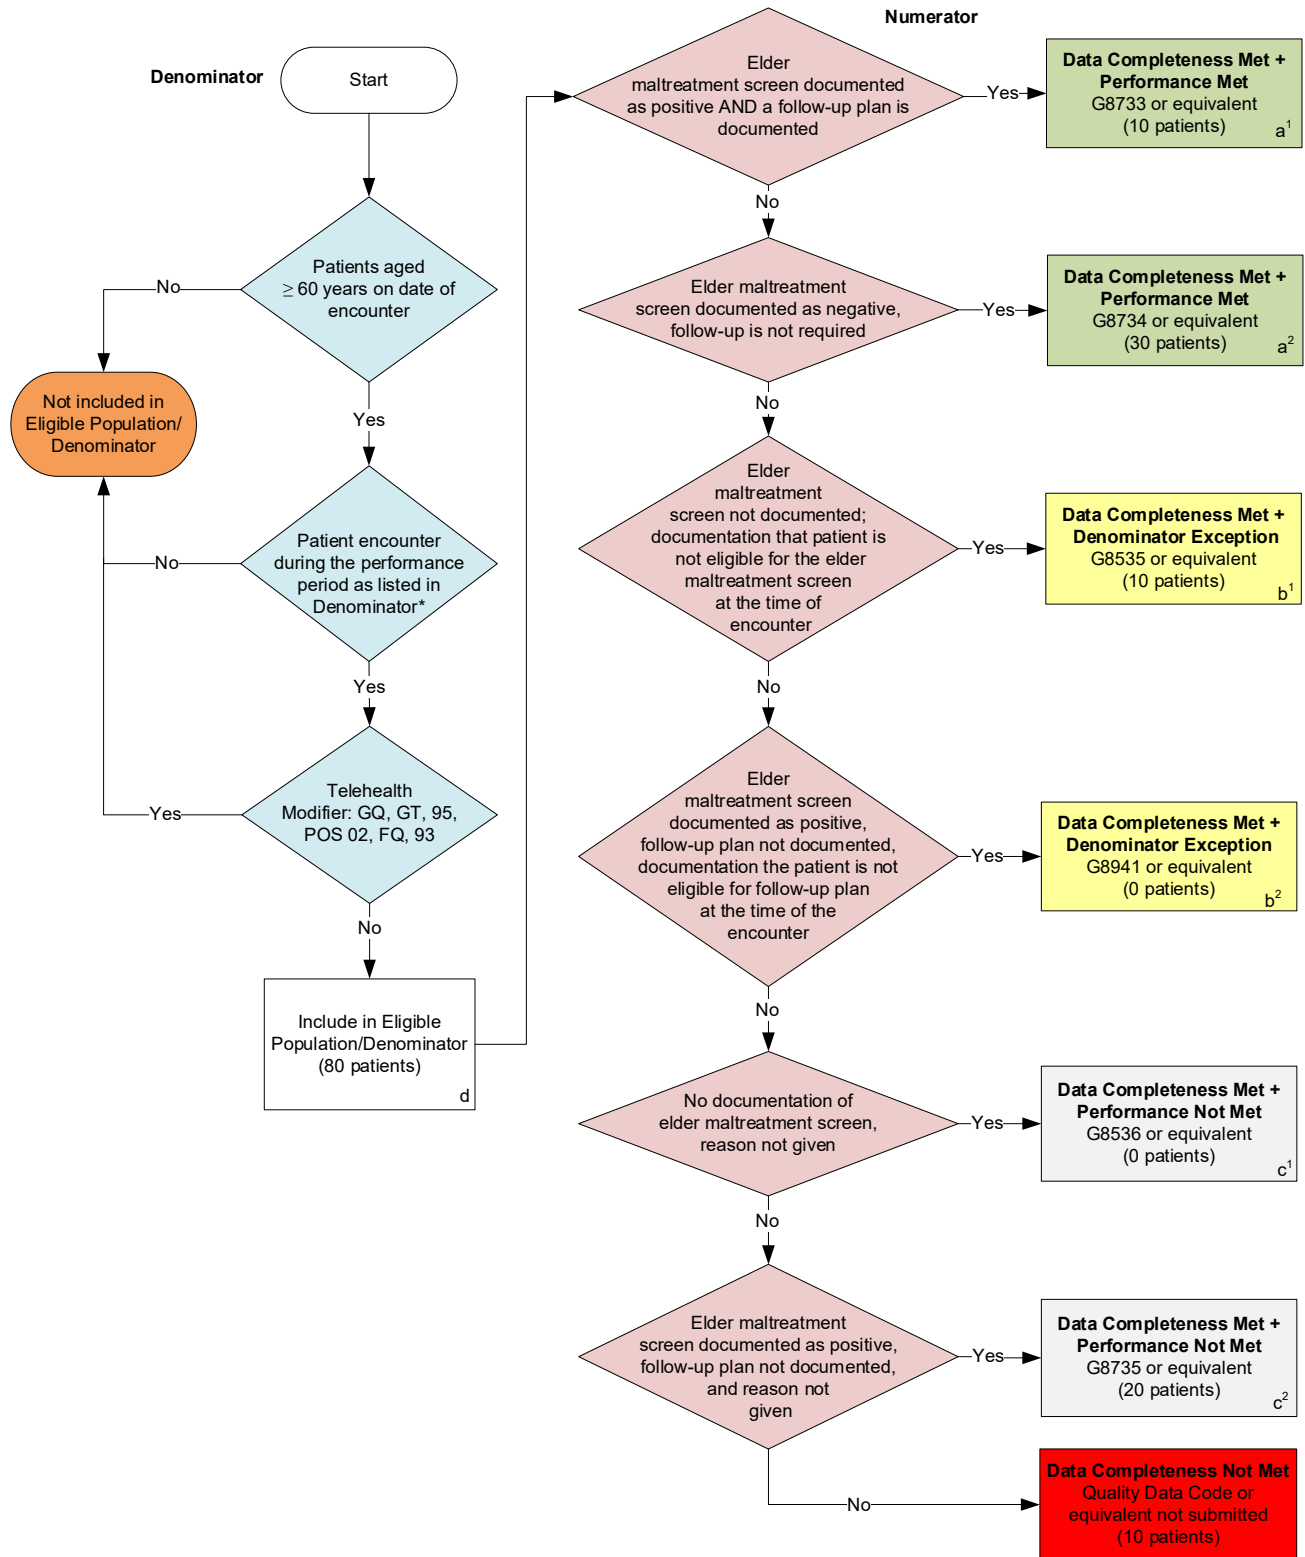 Denominator
Start
Patients aged
≥ 60 years on date of
encounter
No
Not included in
Eligible Population/
Denominator
Yes
Patient encounter
during the performance
period as listed in
Denominator*
No
Yes
Telehealth
Modifier: GQ, GT, 95,
POS 02, FQ, 93
Yes
No
Include in Eligible
Population/Denominator
(80 patients)
d
Numerator
Elder
maltreatment screen documented
as positive AND a follow-up plan is
documented
Yes
Data Completeness Met +
Performance Met
G8733 or equivalent
(10 patients)
a¹
No
Elder maltreatment
screen documented as negative,
follow-up is not required
Yes
Data Completeness Met +
Performance Met
G8734 or equivalent
(30 patients)
a²
No
Elder
maltreatment
screen not documented;
documentation that patient is
not eligible for the elder
maltreatment screen
at the time of
encounter
Yes
Data Completeness Met +
Denominator Exception
G8535 or equivalent
(10 patients)
b¹
No
Elder
maltreatment screen
documented as positive,
follow-up plan not documented,
documentation the patient is not
eligible for follow-up plan
at the time of the
encounter
Yes
Data Completeness Met +
Denominator Exception
G8941 or equivalent
(0 patients)
b²
No
No documentation of
elder maltreatment screen,
reason not given
Yes
Data Completeness Met +
Performance Not Met
G8536 or equivalent
(0 patients)
c¹
No
Elder maltreatment
screen documented as positive,
follow-up plan not documented,
and reason not
given
Yes
Data Completeness Met +
Performance Not Met
G8735 or equivalent
(20 patients)
c²
No
Data Completeness Not Met
Quality Data Code or
equivalent not submitted
(10 patients)